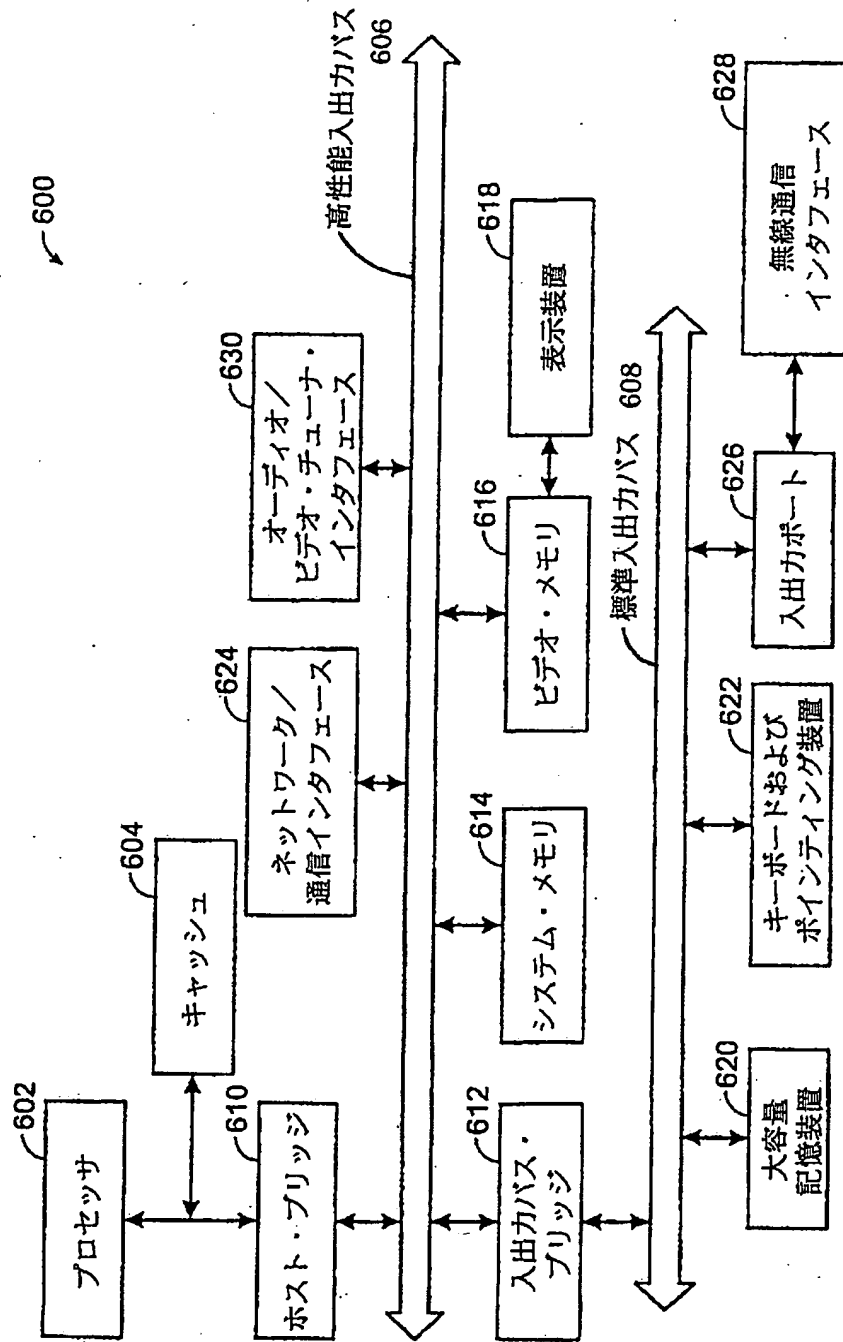 600
602
プロセッサ
604
キャッシュ
610
ホスト・ブリッジ
624
ネットワーク／
通信インタフェース
630
オーディオ／
ビデオ・チューナ・
インタフェース
高性能入出力バス
606
612
入出力バス・
ブリッジ
614
システム・メモリ
616
ビデオ・メモリ
618
表示装置
標準入出力バス 608
620
大容量
記憶装置
622
キーボードおよび
ポインティング装置
626
入出力ポート
628
無線通信
インタフェース